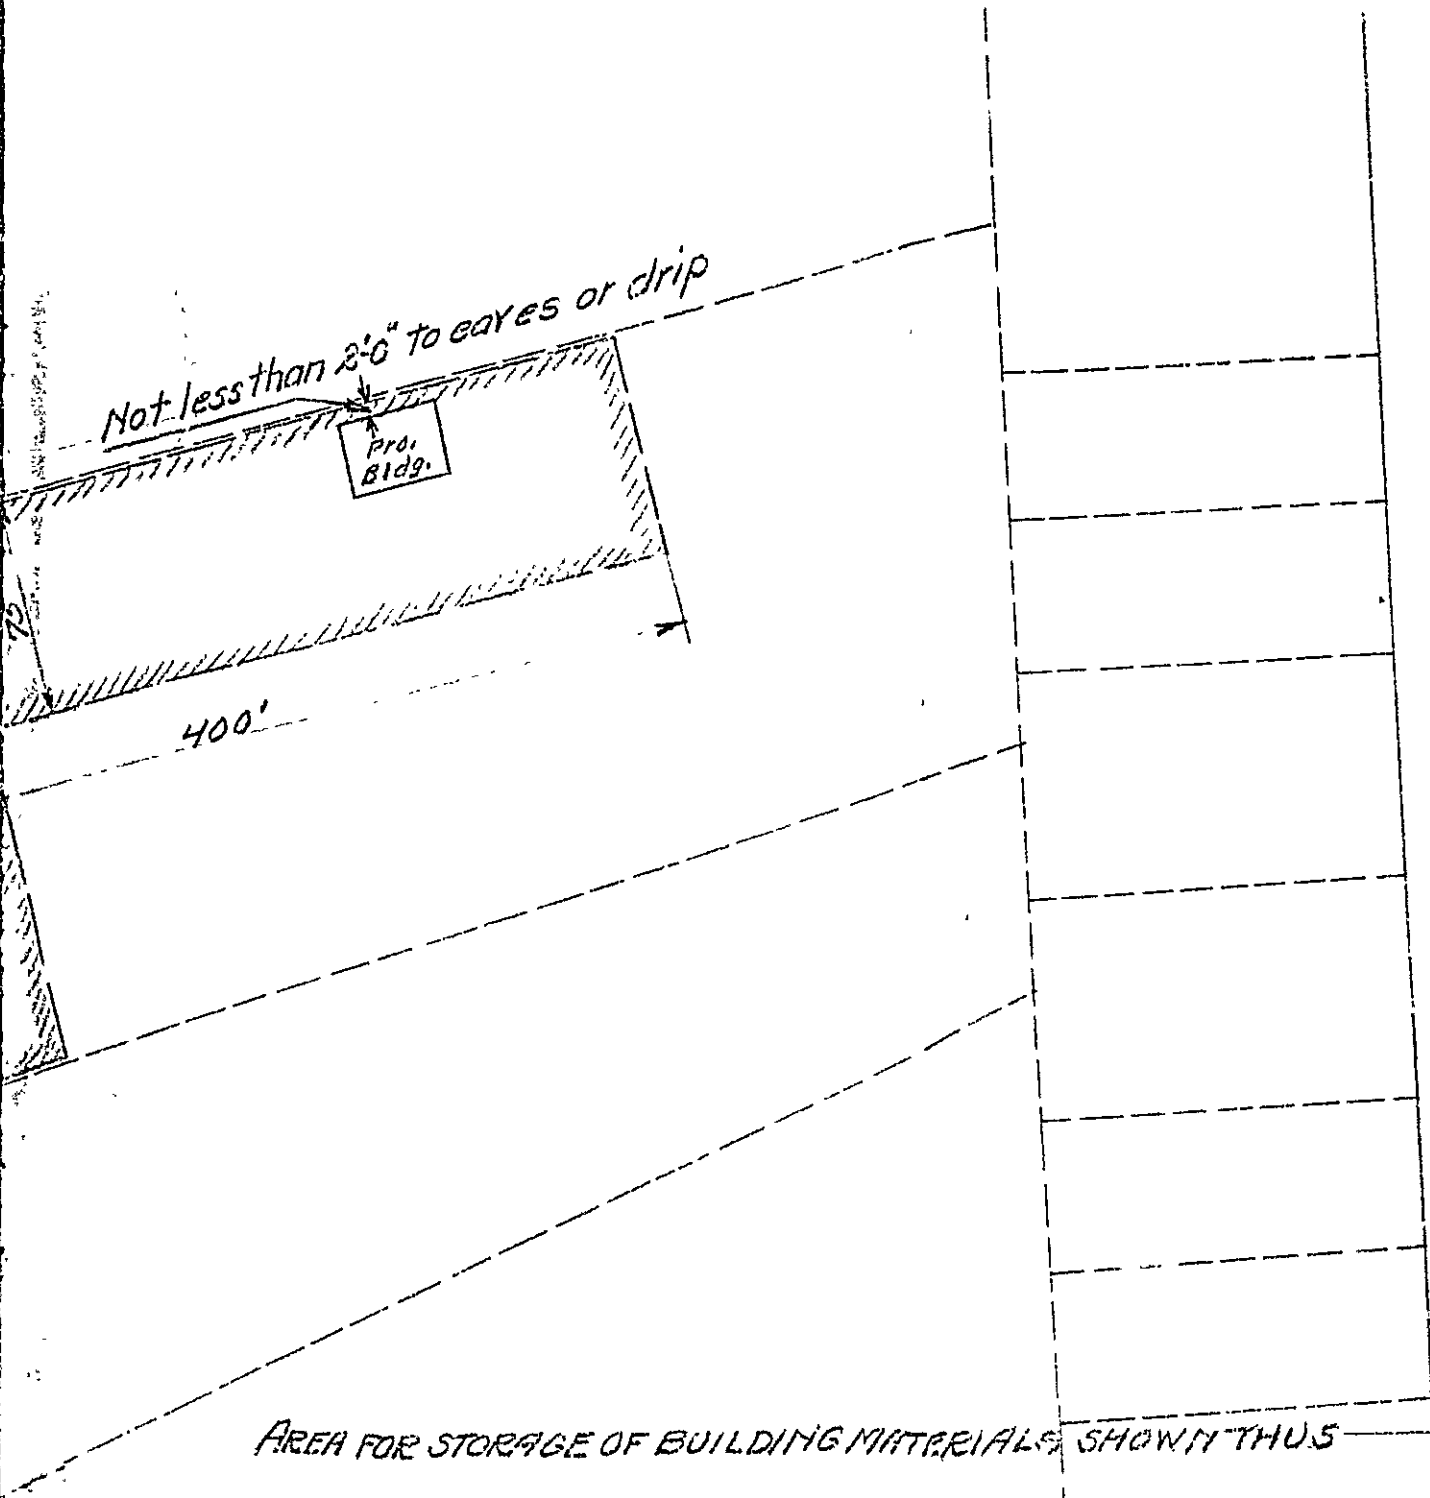 Not less than 2'-0" to eaves or drip
Pro.
Bldg.
400'
AREA FOR STORAGE OF BUILDING MATERIALS SHOWN THUS